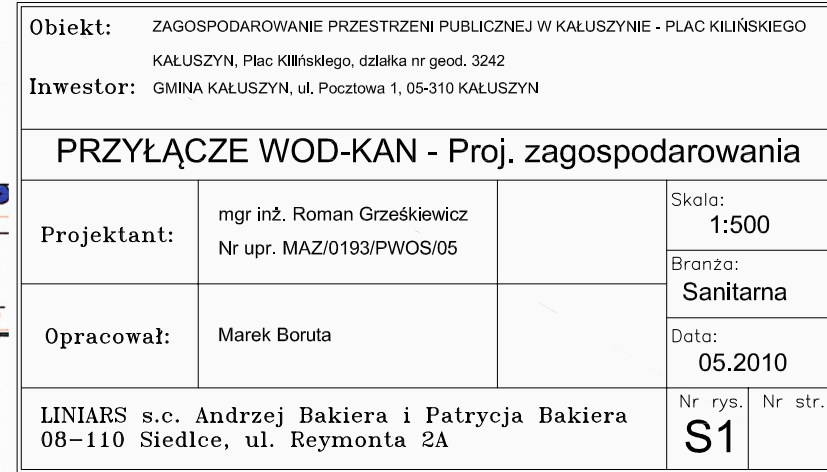 Obiekt: ZAGOSPODAROWANIE PRZESTRZENI PUBLICZNEJ W KAŁUSZYNIE - PLAC KILIŃSKIEGO
KAŁUSZYN, Plac Kilińskiego, działka nr geod. 3242
Inwestor: GMINA KAŁUSZYN, ul. Pocztowa 1, 05-310 KAŁUSZYN
PRZYŁĄCZE WOD-KAN - Proj. zagospodarowania
Projektant:
mgr inż. Roman Grześkiewicz
Nr upr. MAZ/0193/PWOS/05
Skala:
1:500
Branża:
Sanitarna
Opracował:
Marek Boruta
Data:
05.2010
LINIARS s.c. Andrzej Bakiera i Patrycja Bakiera
08-110 Siedlce, ul. Reymonta 2A
Nr rys.
S1
Nr str.